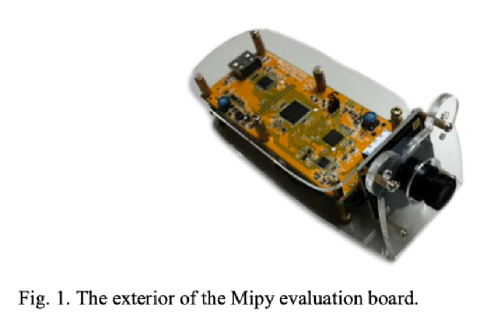 Fig. 1. The exterior of the Mipy evaluation board.